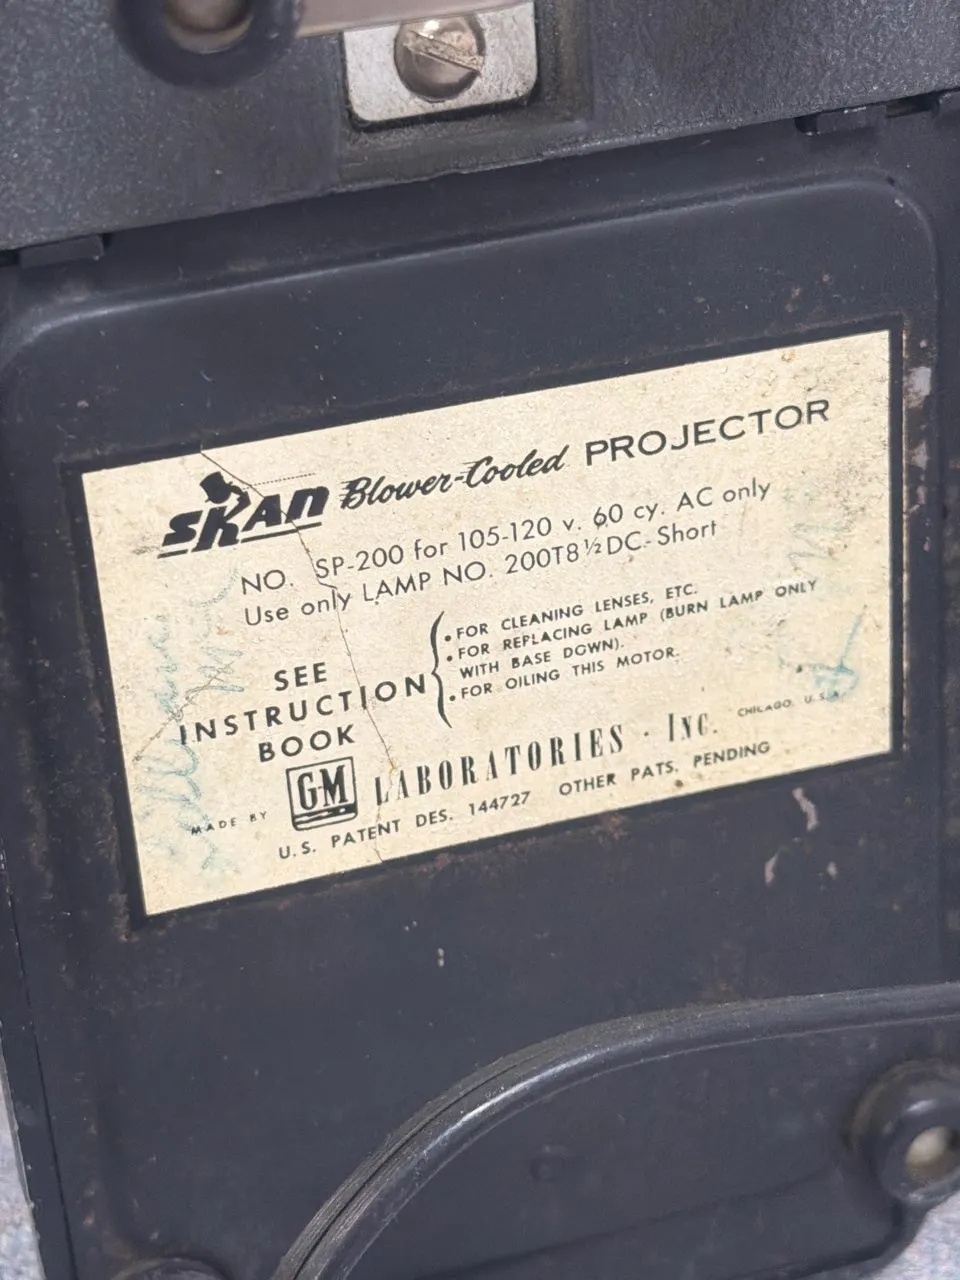 SKAN Blower-Cooled PROJECTOR
NO. SP-200 for 105-120 v. 60 cy. AC only
Use only LAMP NO. 200T8½DC-Short
SEE
INSTRUCTION
BOOK
• FOR CLEANING LENSES, ETC.
• FOR REPLACING LAMP (BURN LAMP ONLY
WITH BASE DOWN).
• FOR OILING THIS MOTOR.
MADE BY GM LABORATORIES · INC. CHICAGO, U.S.A.
U.S. PATENT DES. 144727 OTHER PATS. PENDING